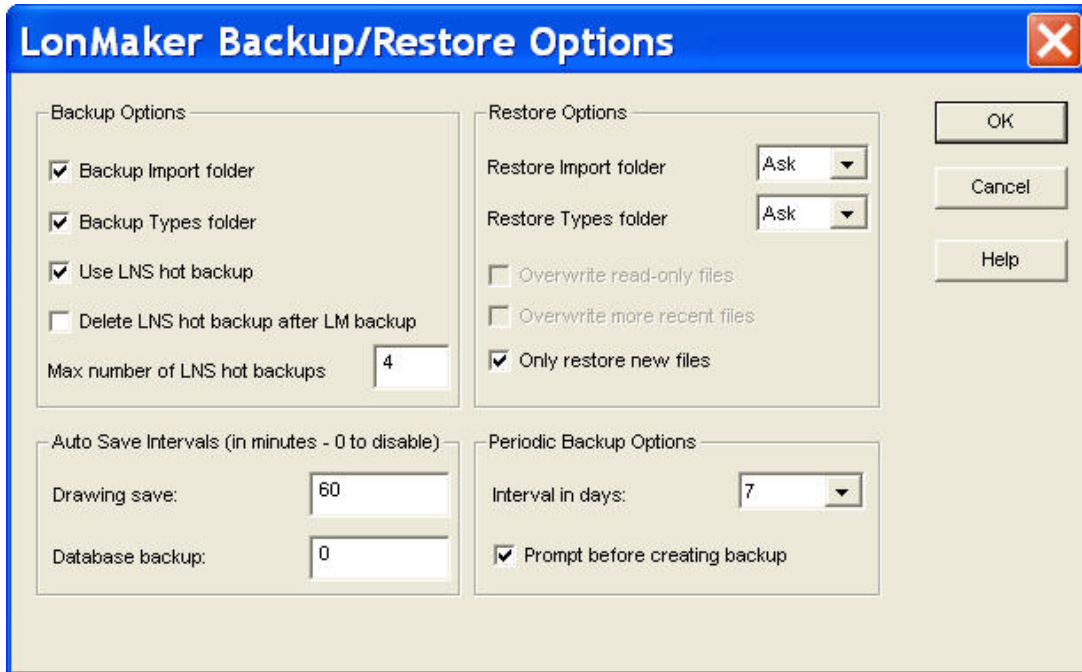 LonMaker Backup/Restore Options
Backup Options
Backup Import folder
Backup Types folder
Use LNS hot backup
Delete LNS hot backup after LM backup
Max number of LNS hot backups 4
Restore Options
Restore Import folder Ask
Restore Types folder Ask
Overwrite read-only files
Overwrite more recent files
Only restore new files
OK
Cancel
Help
Auto Save Intervals (in minutes - 0 to disable)
Drawing save: 60
Database backup: 0
Periodic Backup Options
Interval in days: 7
Prompt before creating backup